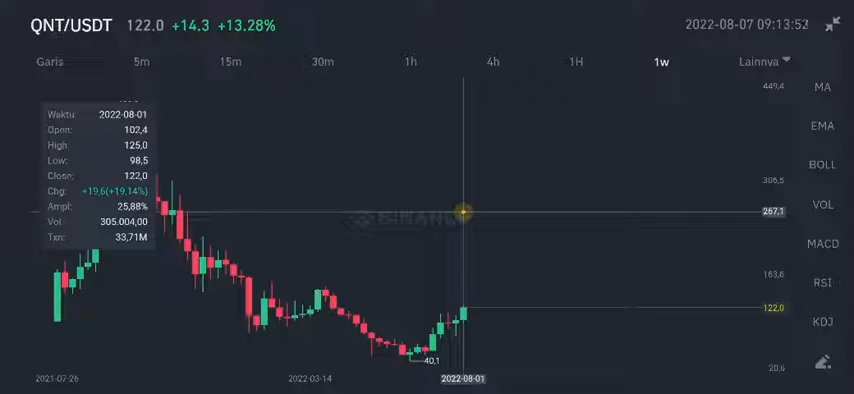 QNT/USDT 122.0 +14.3 +13.28% 2022-08-07 09:13:52
Garis 5m 15m 30m 1h 4h 1H 1w Lainnya
449,4
306,5
267,1
163,6
122,0
20,6
Waktu: 2022-08-01
Open: 102,4
High: 125,0
Low: 98,5
Close: 122,0
Chg: +19,6(+19,14%)
Ampl: 25,88%
Vol: 305.004,00
Txn: 33,71M
BINANCE
40,1
2021-07-26 2022-03-14 2022-08-01
MA
EMA
BOLL
VOL
MACD
RSI
KDJ